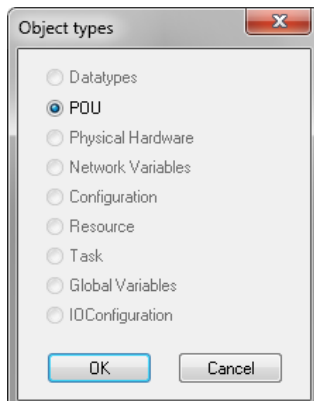 Object types
Datatypes
POU
Physical Hardware
Network Variables
Configuration
Resource
Task
Global Variables
IOConfiguration
OK Cancel